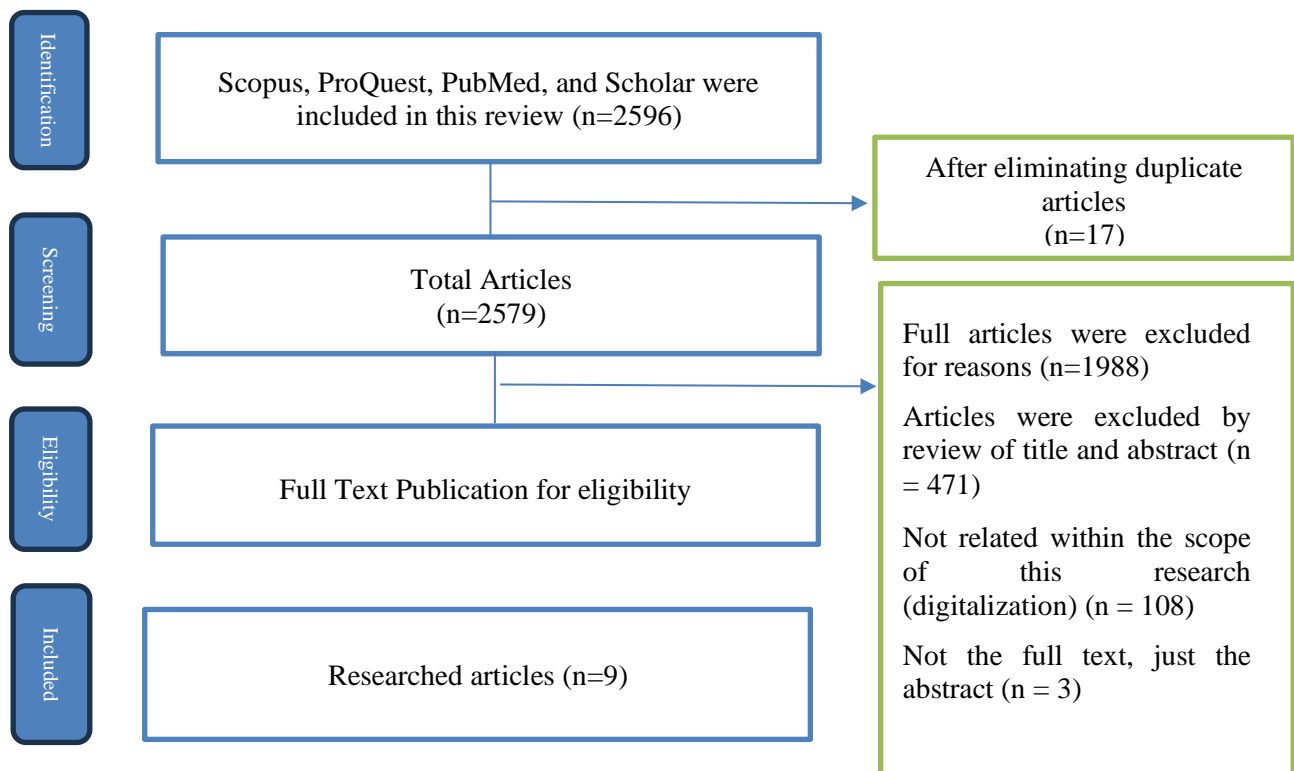 Identification
Scopus, ProQuest, PubMed, and Scholar were
included in this review (n=2596)
After eliminating duplicate
articles
(n=17)
Screening
Total Articles
(n=2579)
Full articles were excluded
for reasons (n=1988)
Articles were excluded by
review of title and abstract (n
= 471)
Not related within the scope
of this research
(digitalization) (n = 108)
Not the full text, just the
abstract (n = 3)
Eligibility
Full Text Publication for eligibility
Included
Researched articles (n=9)